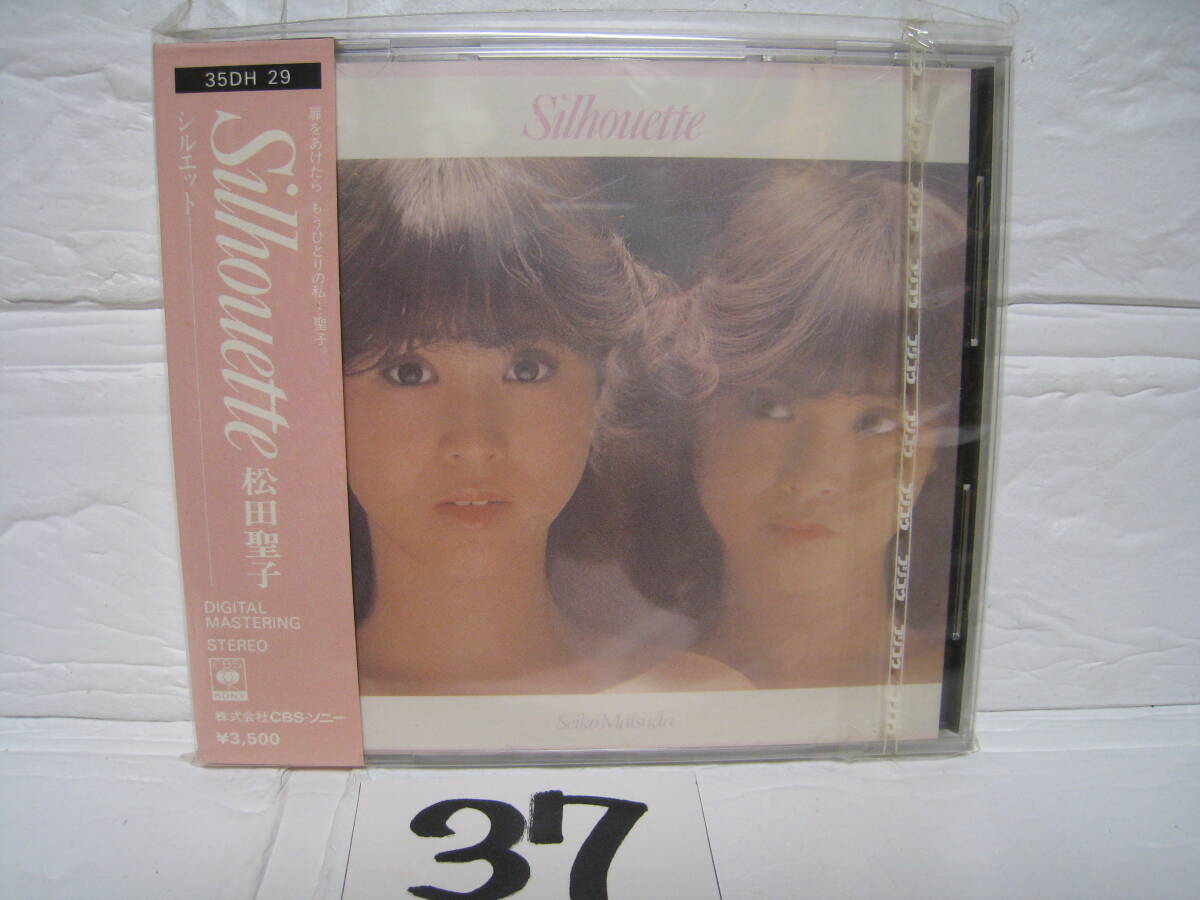 35DH 29
扉をあけたら もうひとりの私…聖子。
Silhouette
シルエット
松田聖子
DIGITAL
MASTERING
STEREO
CBS
SONY
株式会社CBS・ソニー
¥3,500
Silhouette
Seiko Matsuda
37